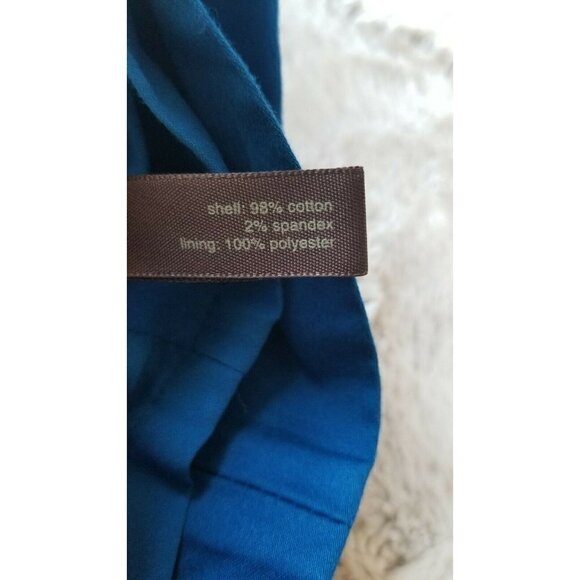 shell: 98% cotton
2% spandex
lining: 100% polyester